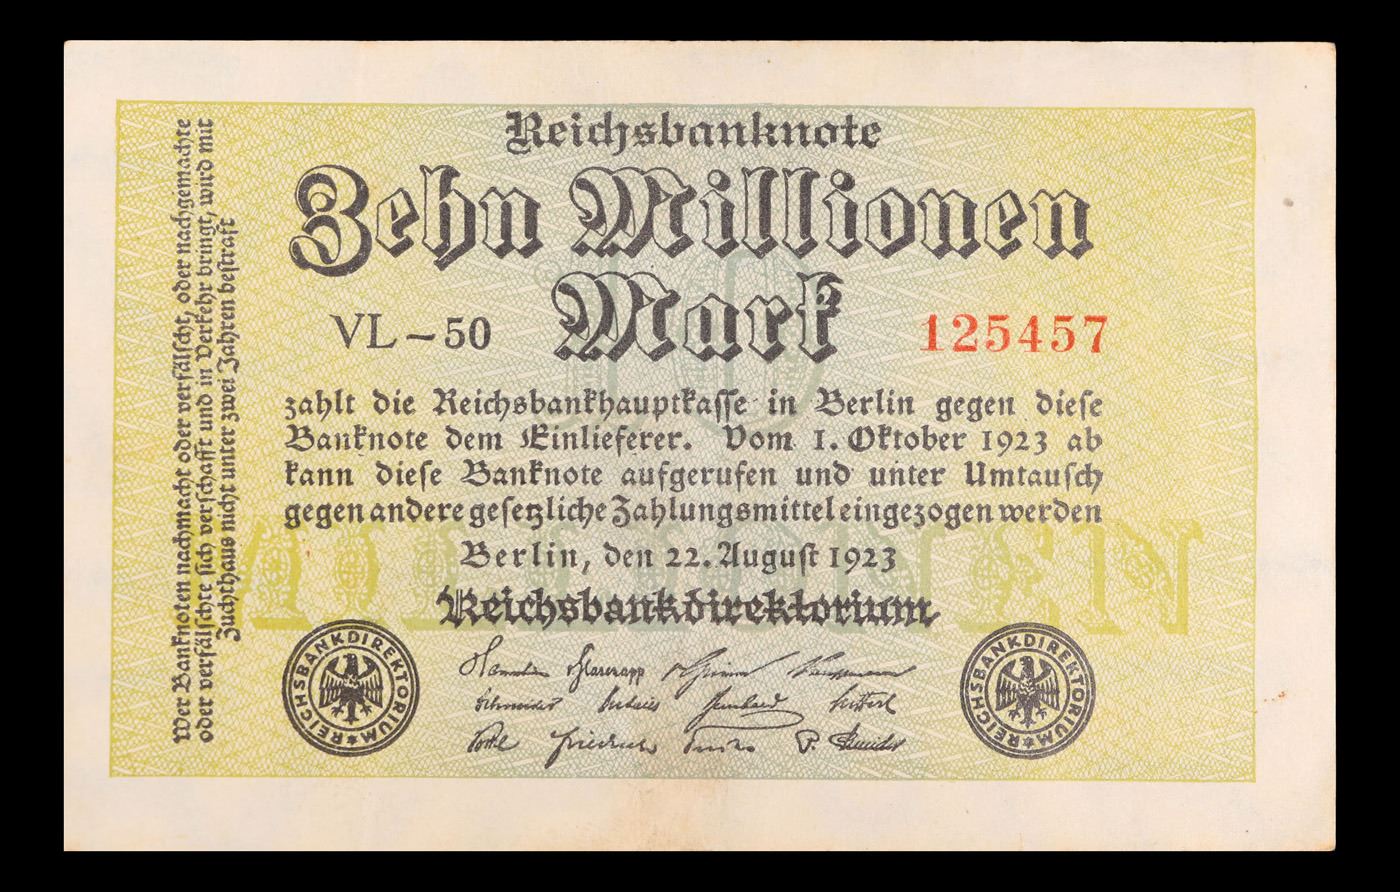 Reichsbanknote
Zehn Millionen
Mark
VL-50
125457
zahlt die Reichsbankhauptkasse in Berlin gegen diese
Banknote dem Einlieferer. Vom 1. Oktober 1923 ab
kann diese Banknote aufgerufen und unter Umtausch
gegen andere gesetzliche Zahlungsmittel eingezogen werden
Berlin, den 22. August 1923
Reichsbankdirektorium
REICHSBANKDIREKTORIUM
REICHSBANKDIREKTORIUM
Wer Banknoten nachmacht oder verfälscht, oder nachgemachte
oder verfälschte sich verschafft und in Verkehr bringt, wird mit
Zuchthaus nicht unter zwei Jahren bestraft
10
MILLIONEN